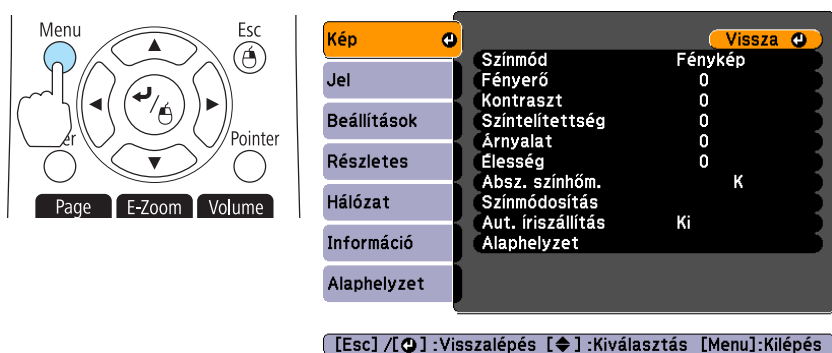 Menu
Esc
er
Pointer
Page E-Zoom Volume
Kép
Jel
Beállítások
Részletes
Hálózat
Információ
Alaphelyzet
Vissza
Színmód Fénykép
Fényerő 0
Kontraszt 0
Színtelítettség 0
Árnyalat 0
Élesség 0
Absz. színhőm. K
Színmódosítás
Aut. íriszállítás Ki
Alaphelyzet
[Esc] /[ ] :Visszalépés [ ] :Kiválasztás [Menu]:Kilépés